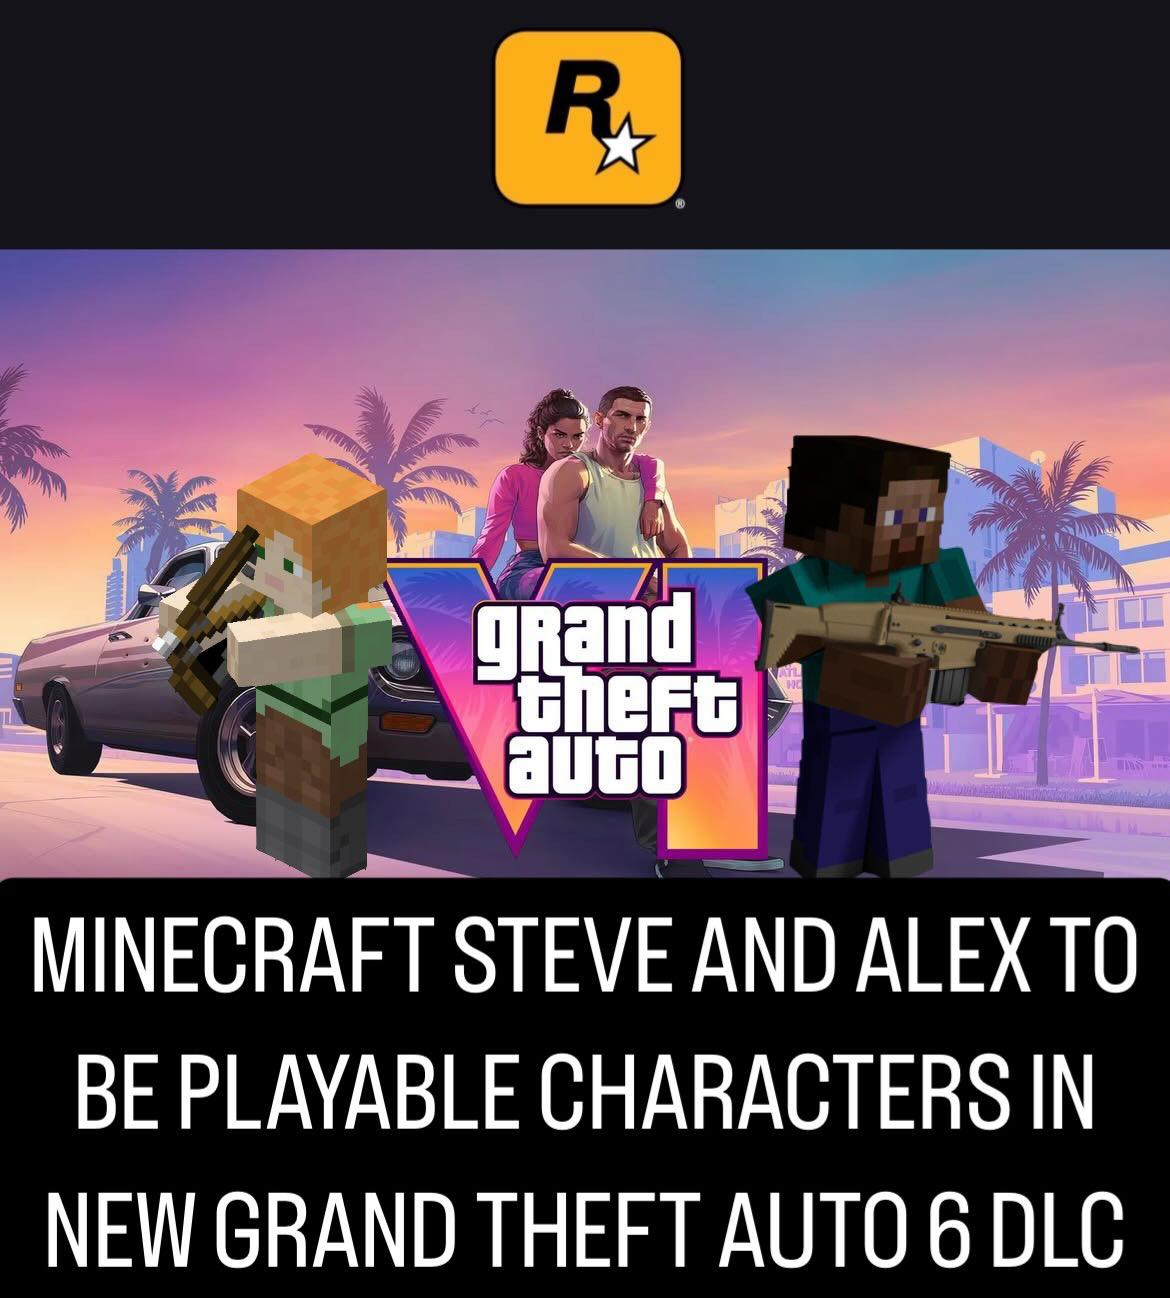 R
®
VI
grand
theft
auto
MINECRAFT STEVE AND ALEX TO
BE PLAYABLE CHARACTERS IN
NEW GRAND THEFT AUTO 6 DLC